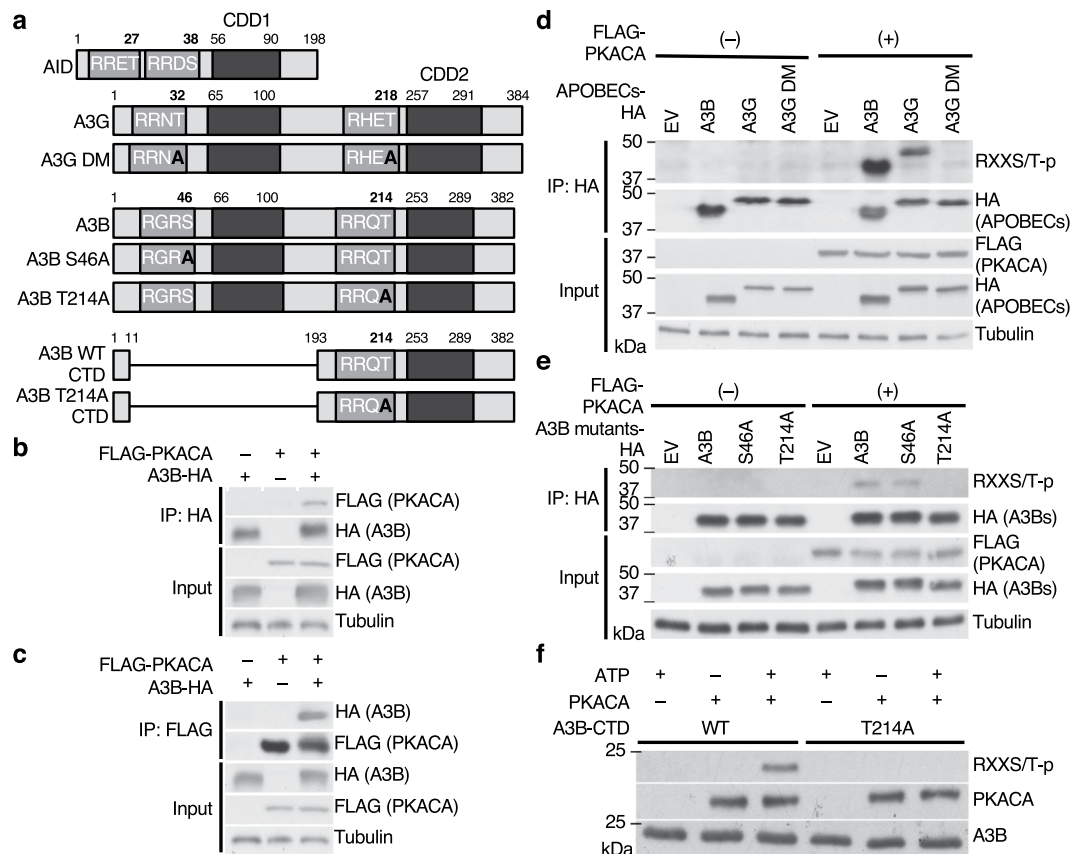 a
CDD1
1 27 38 56 90 198
AID RRET RRDS
CDD2
1 32 65 100 218 257 291 384
A3G RRNT RHET
A3G DM RRNA RHEA
1 46 66 100 214 253 289 382
A3B RGRS RRQT
A3B S46A RGRA RRQT
A3B T214A RGRS RRQA
1 11 193 214 253 289 382
A3B WT
CTD RRQT
A3B T214A
CTD RRQA
b
FLAG-PKACA – + +
A3B-HA + – +
IP: HA
FLAG (PKACA)
HA (A3B)
Input
FLAG (PKACA)
HA (A3B)
Tubulin
c
FLAG-PKACA – + +
A3B-HA + – +
IP: FLAG
HA (A3B)
FLAG (PKACA)
Input
HA (A3B)
FLAG (PKACA)
Tubulin
d
FLAG-
PKACA (–) (+)
APOBECs-
HA EV A3B A3G A3G DM EV A3B A3G A3G DM
IP: HA
50
37
RXXS/T-p
50
37
HA
(APOBECs)
Input
FLAG
(PKACA)
50
37
HA
(APOBECs)
kDa
Tubulin
e
FLAG-
PKACA (–) (+)
A3B mutants-
HA EV A3B S46A T214A EV A3B S46A T214A
IP: HA
50
37
RXXS/T-p
50
37
HA (A3Bs)
Input
FLAG
(PKACA)
50
37
HA (A3Bs)
kDa
Tubulin
f
ATP + – + + – +
PKACA – + + – + +
A3B-CTD WT T214A
25
RXXS/T-p
PKACA
25
kDa
A3B